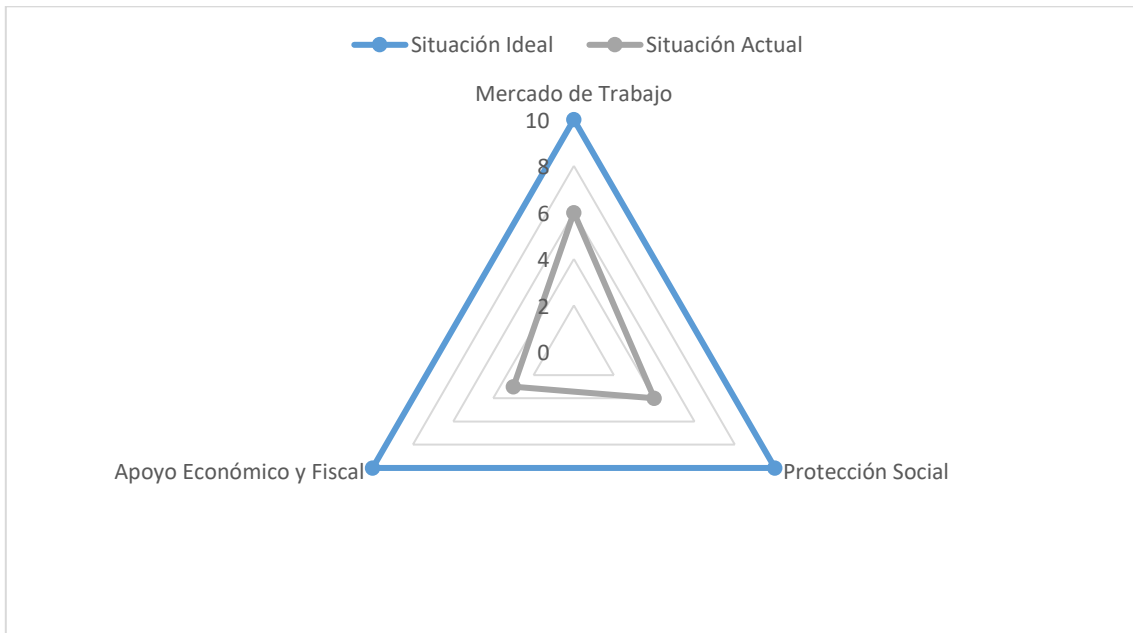 Situación Ideal Situación Actual
Mercado de Trabajo
10
8
6
4
2
0
Apoyo Económico y Fiscal Protección Social